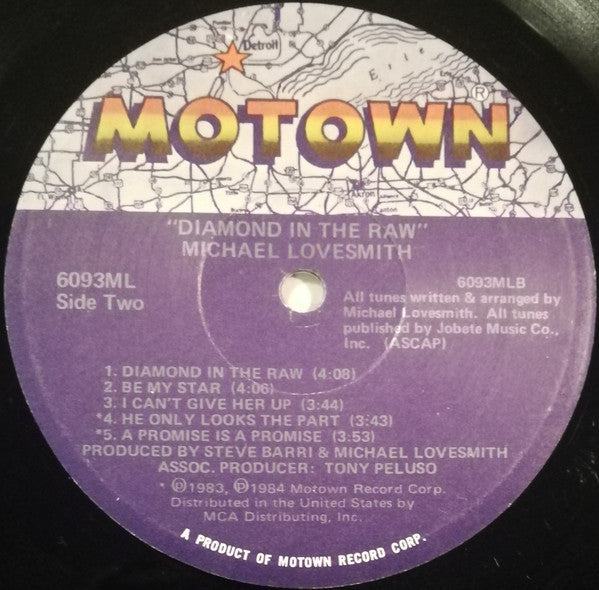 Detroit
Erie
MOTOWN®
Akron
"DIAMOND IN THE RAW"
MICHAEL LOVESMITH
6093ML
Side Two
6093MLB
All tunes written & arranged by
Michael Lovesmith. All tunes
published by Jobete Music Co.,
Inc. (ASCAP)
1. DIAMOND IN THE RAW (4:08)
2. BE MY STAR (4:06)
3. I CAN'T GIVE HER UP (3:44)
*4. HE ONLY LOOKS THE PART (3:43)
*5. A PROMISE IS A PROMISE (3:53)
PRODUCED BY STEVE BARRI & MICHAEL LOVESMITH
ASSOC. PRODUCER: TONY PELUSO
* ℗1983, ℗1984 Motown Record Corp.
Distributed in the United States by
MCA Distributing, Inc.
A PRODUCT OF MOTOWN RECORD CORP.